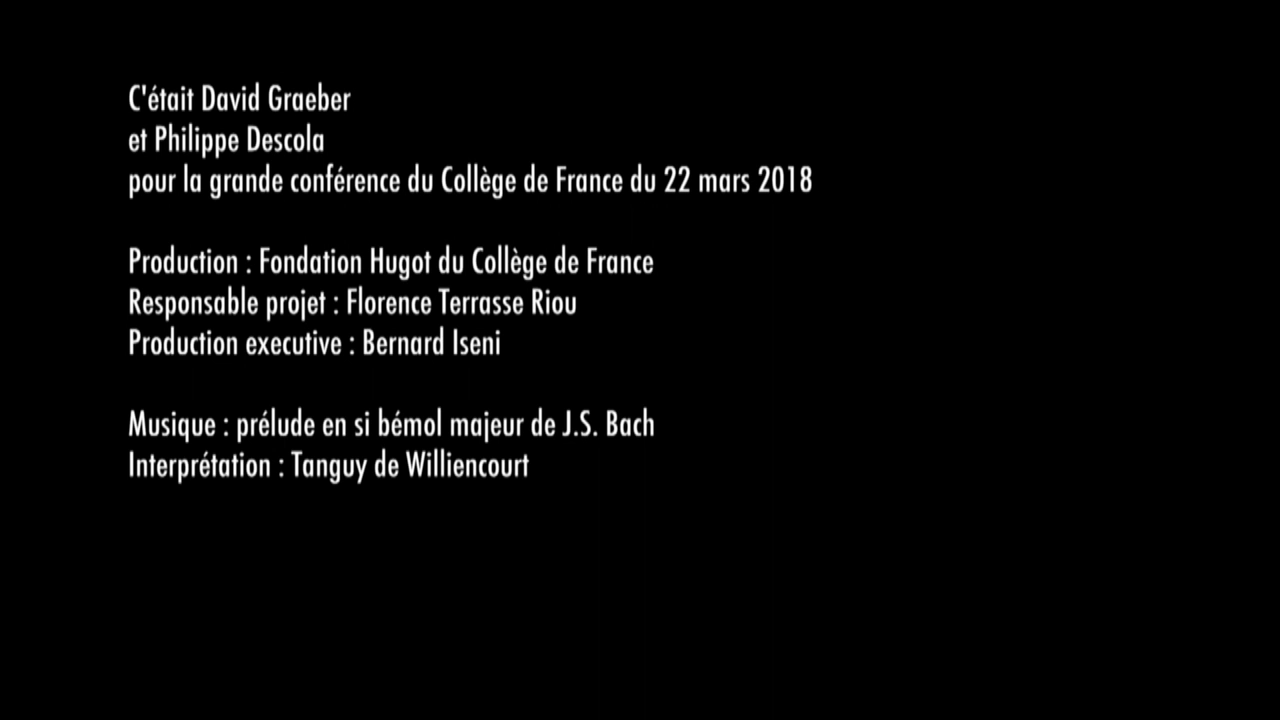 C'était David Graeber
et Philippe Descola
pour la grande conférence du Collège de France du 22 mars 2018
Production : Fondation Hugot du Collège de France
Responsable projet : Florence Terrasse Riou
Production executive : Bernard Iseni
Musique : prélude en si bémol majeur de J.S. Bach
Interprétation : Tanguy de Williencourt